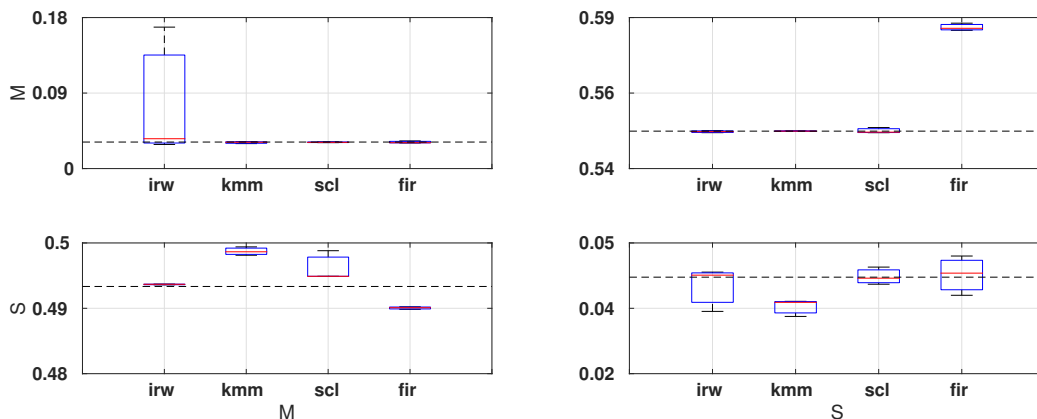 0.18
0.09
0
M
irw kmm scl fir
0.59
0.56
0.54
irw kmm scl fir
0.5
0.49
0.48
S
irw kmm scl fir
M
0.05
0.04
0.02
irw kmm scl fir
S